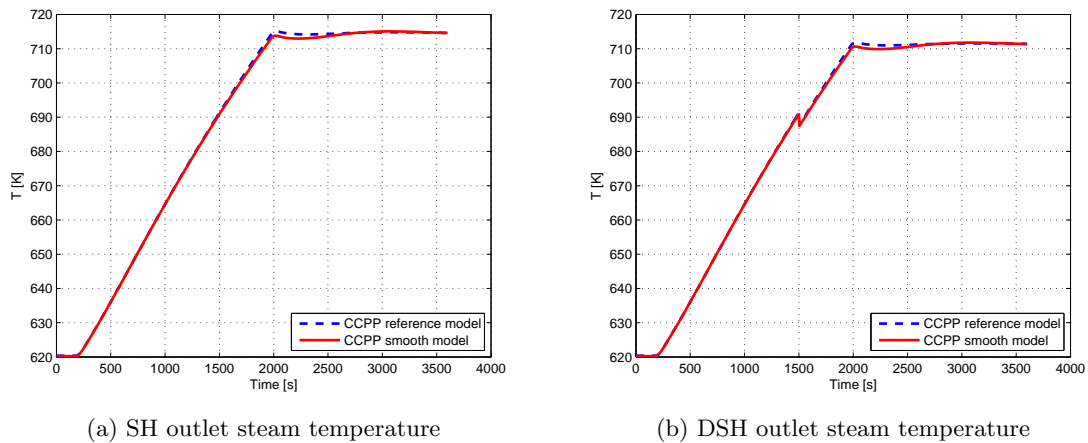 720
710
700
690
680
670
660
650
640
630
620
T [K]
0 500 1000 1500 2000 2500 3000 3500 4000
Time [s]
CCPP reference model
CCPP smooth model
(a) SH outlet steam temperature
720
710
700
690
680
670
660
650
640
630
620
T [K]
0 500 1000 1500 2000 2500 3000 3500 4000
Time [s]
CCPP reference model
CCPP smooth model
(b) DSH outlet steam temperature